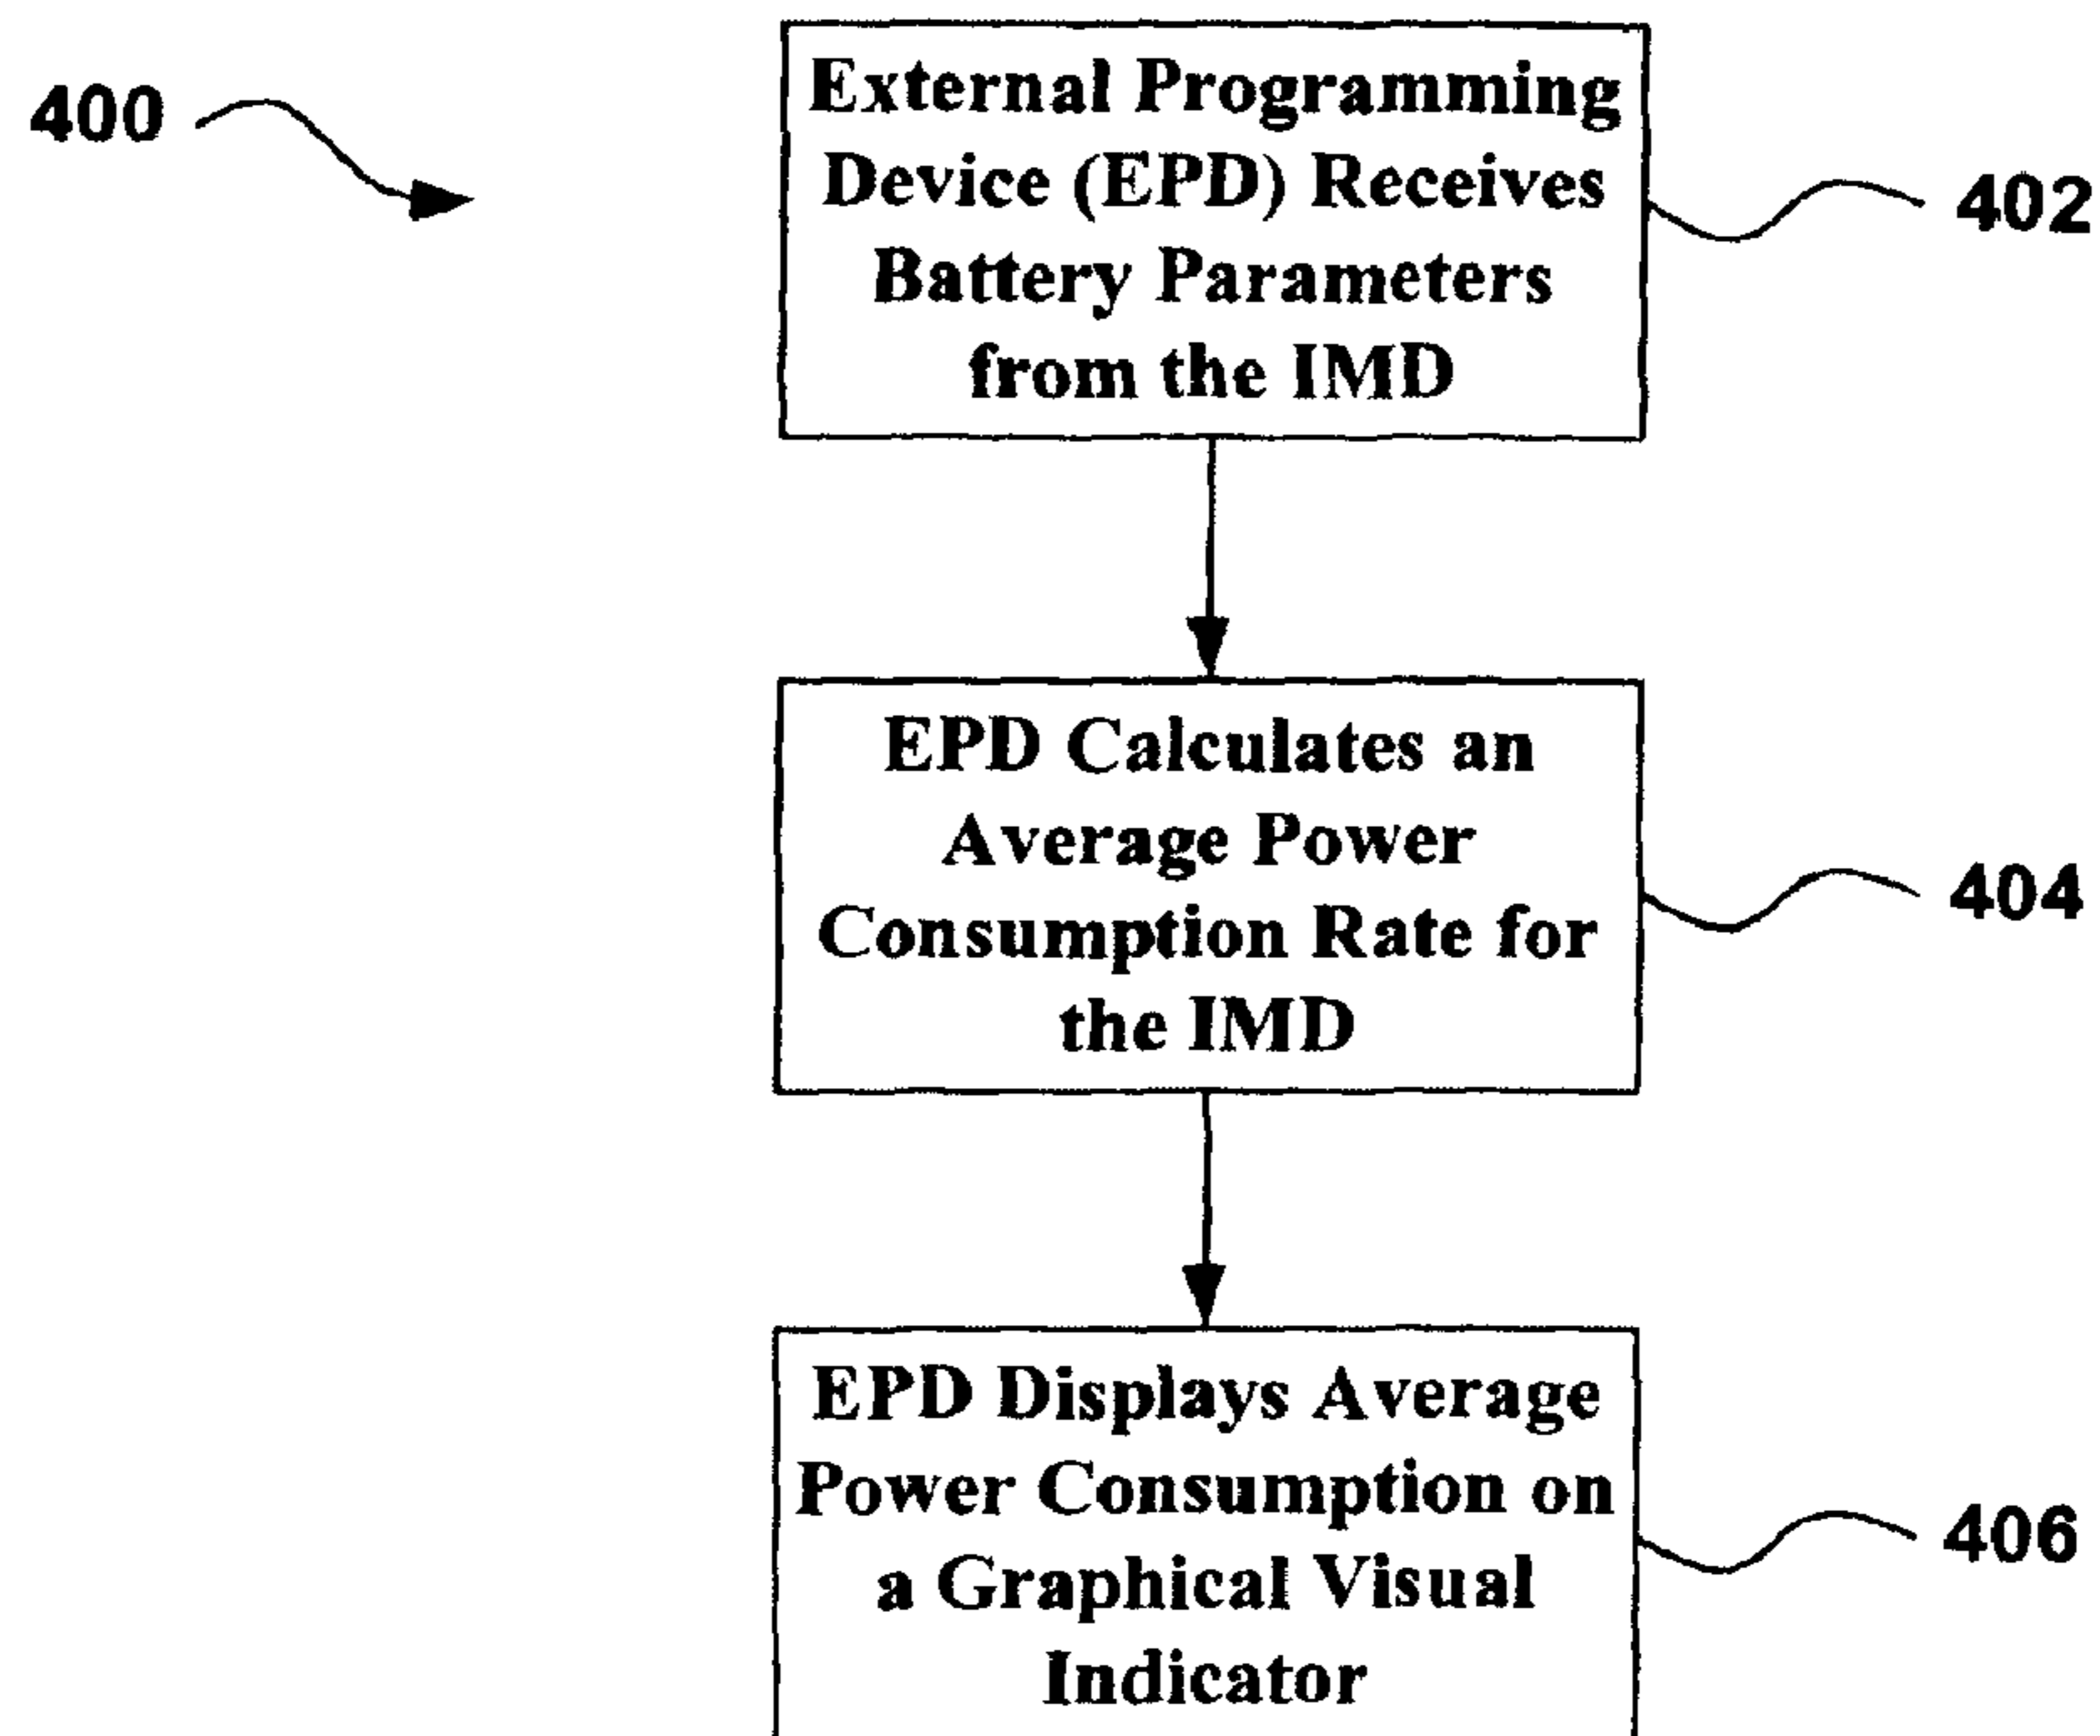 400
External Programming
Device (EPD) Receives
Battery Parameters
from the IMD
402
EPD Calculates an
Average Power
Consumption Rate for
the IMD
404
EPD Displays Average
Power Consumption on
a Graphical Visual
Indicator
406